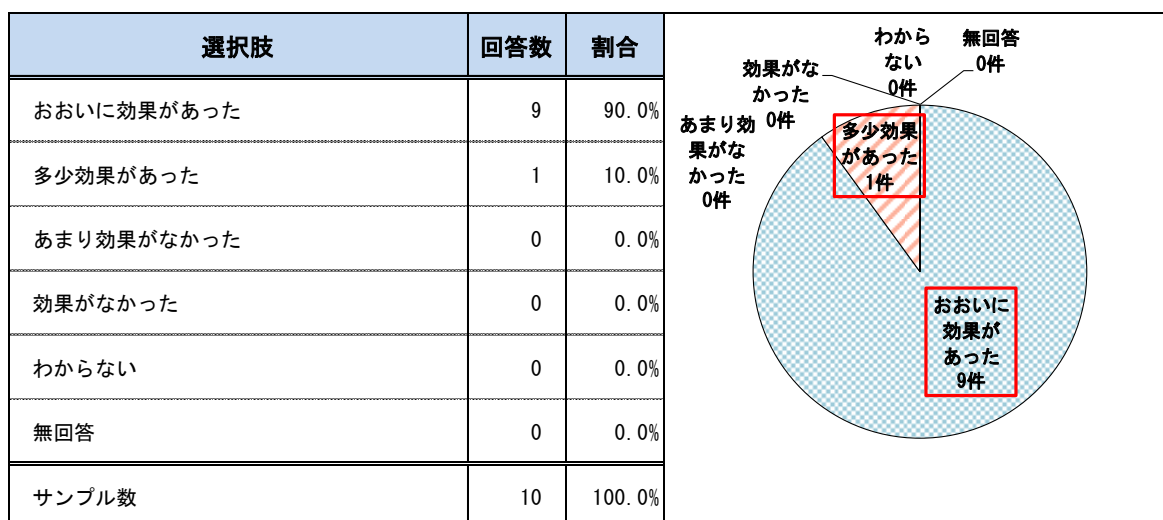 選択肢 回答数 割合
おおいに効果があった 9 90.0%
多少効果があった 1 10.0%
あまり効果がなかった 0 0.0%
効果がなかった 0 0.0%
わからない 0 0.0%
無回答 0 0.0%
サンプル数 10 100.0%
わから
ない
0件
無回答
0件
効果がな
かった
0件
あまり効
果がな
かった
0件
多少効果
があった
1件
おおいに
効果が
あった
9件